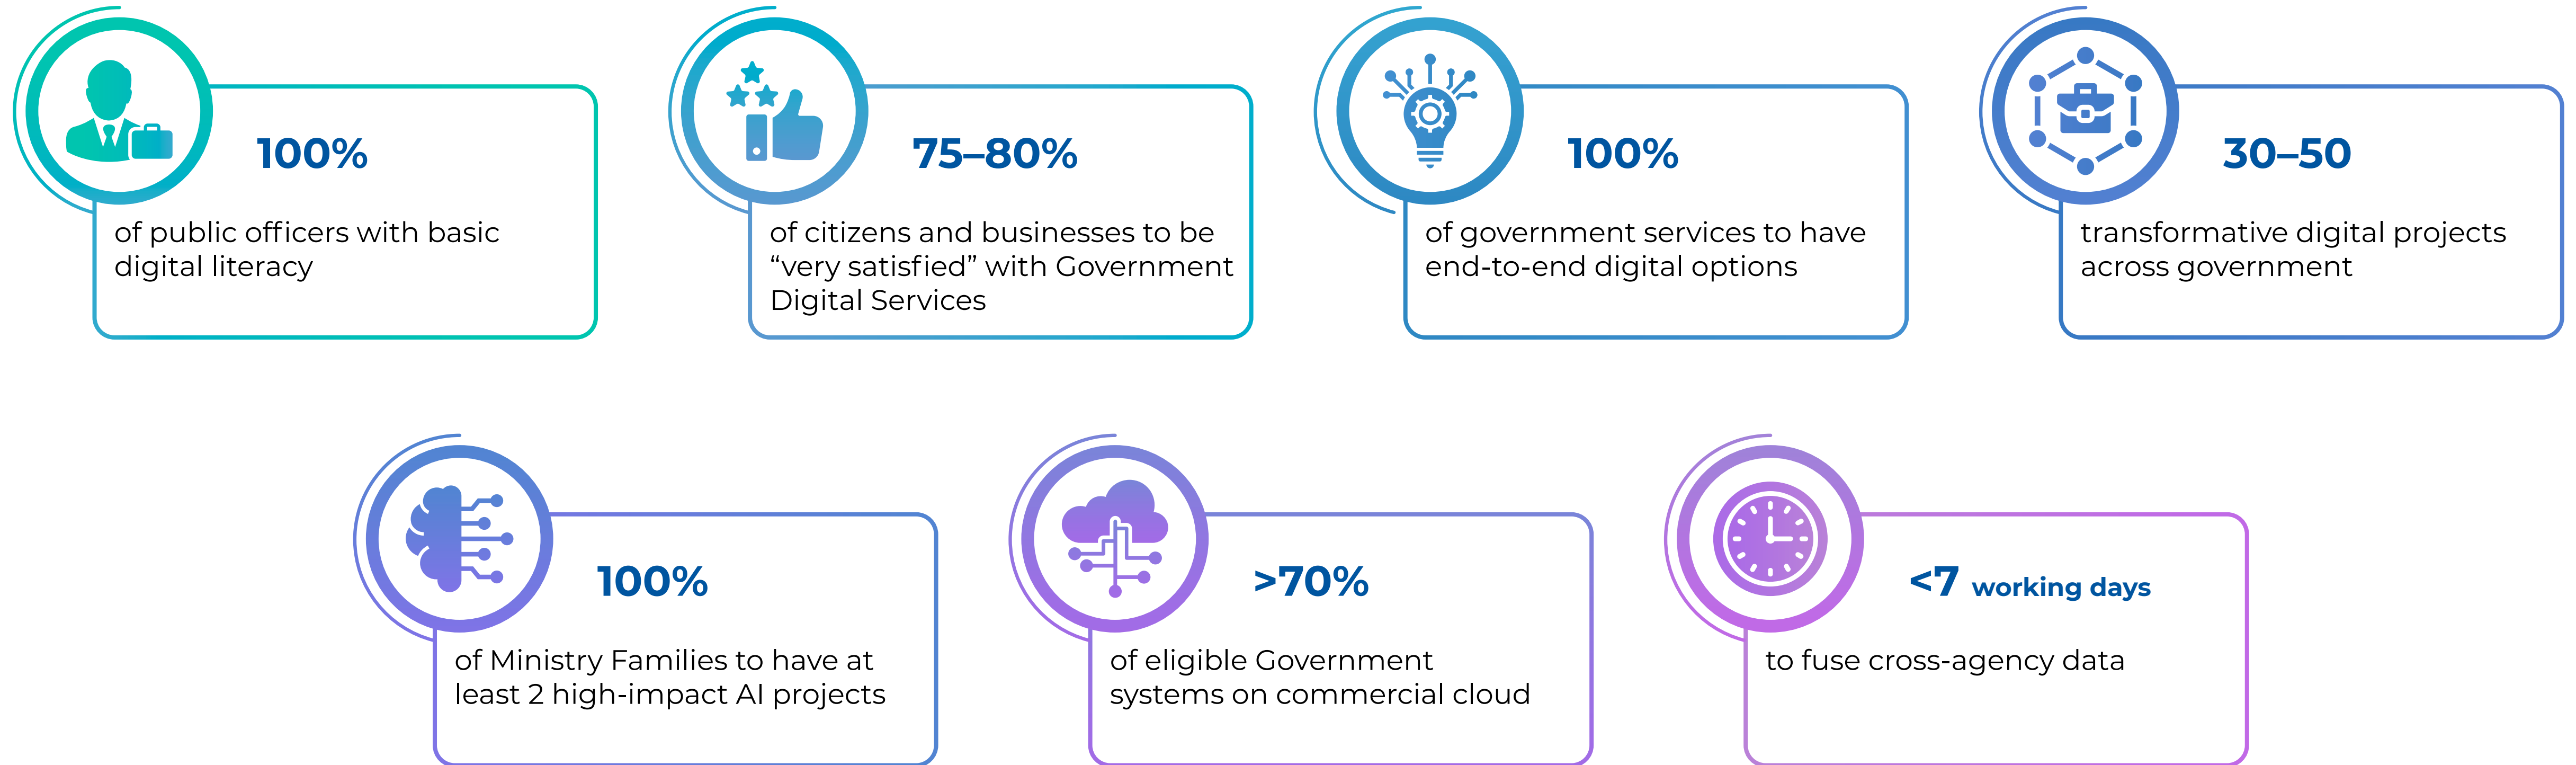 100%
of public officers with basic
digital literacy
75–80%
of citizens and businesses to be
“very satisfied” with Government
Digital Services
100%
of government services to have
end-to-end digital options
30–50
transformative digital projects
across government
100%
of Ministry Families to have at
least 2 high-impact AI projects
>70%
of eligible Government
systems on commercial cloud
<7 working days
to fuse cross-agency data